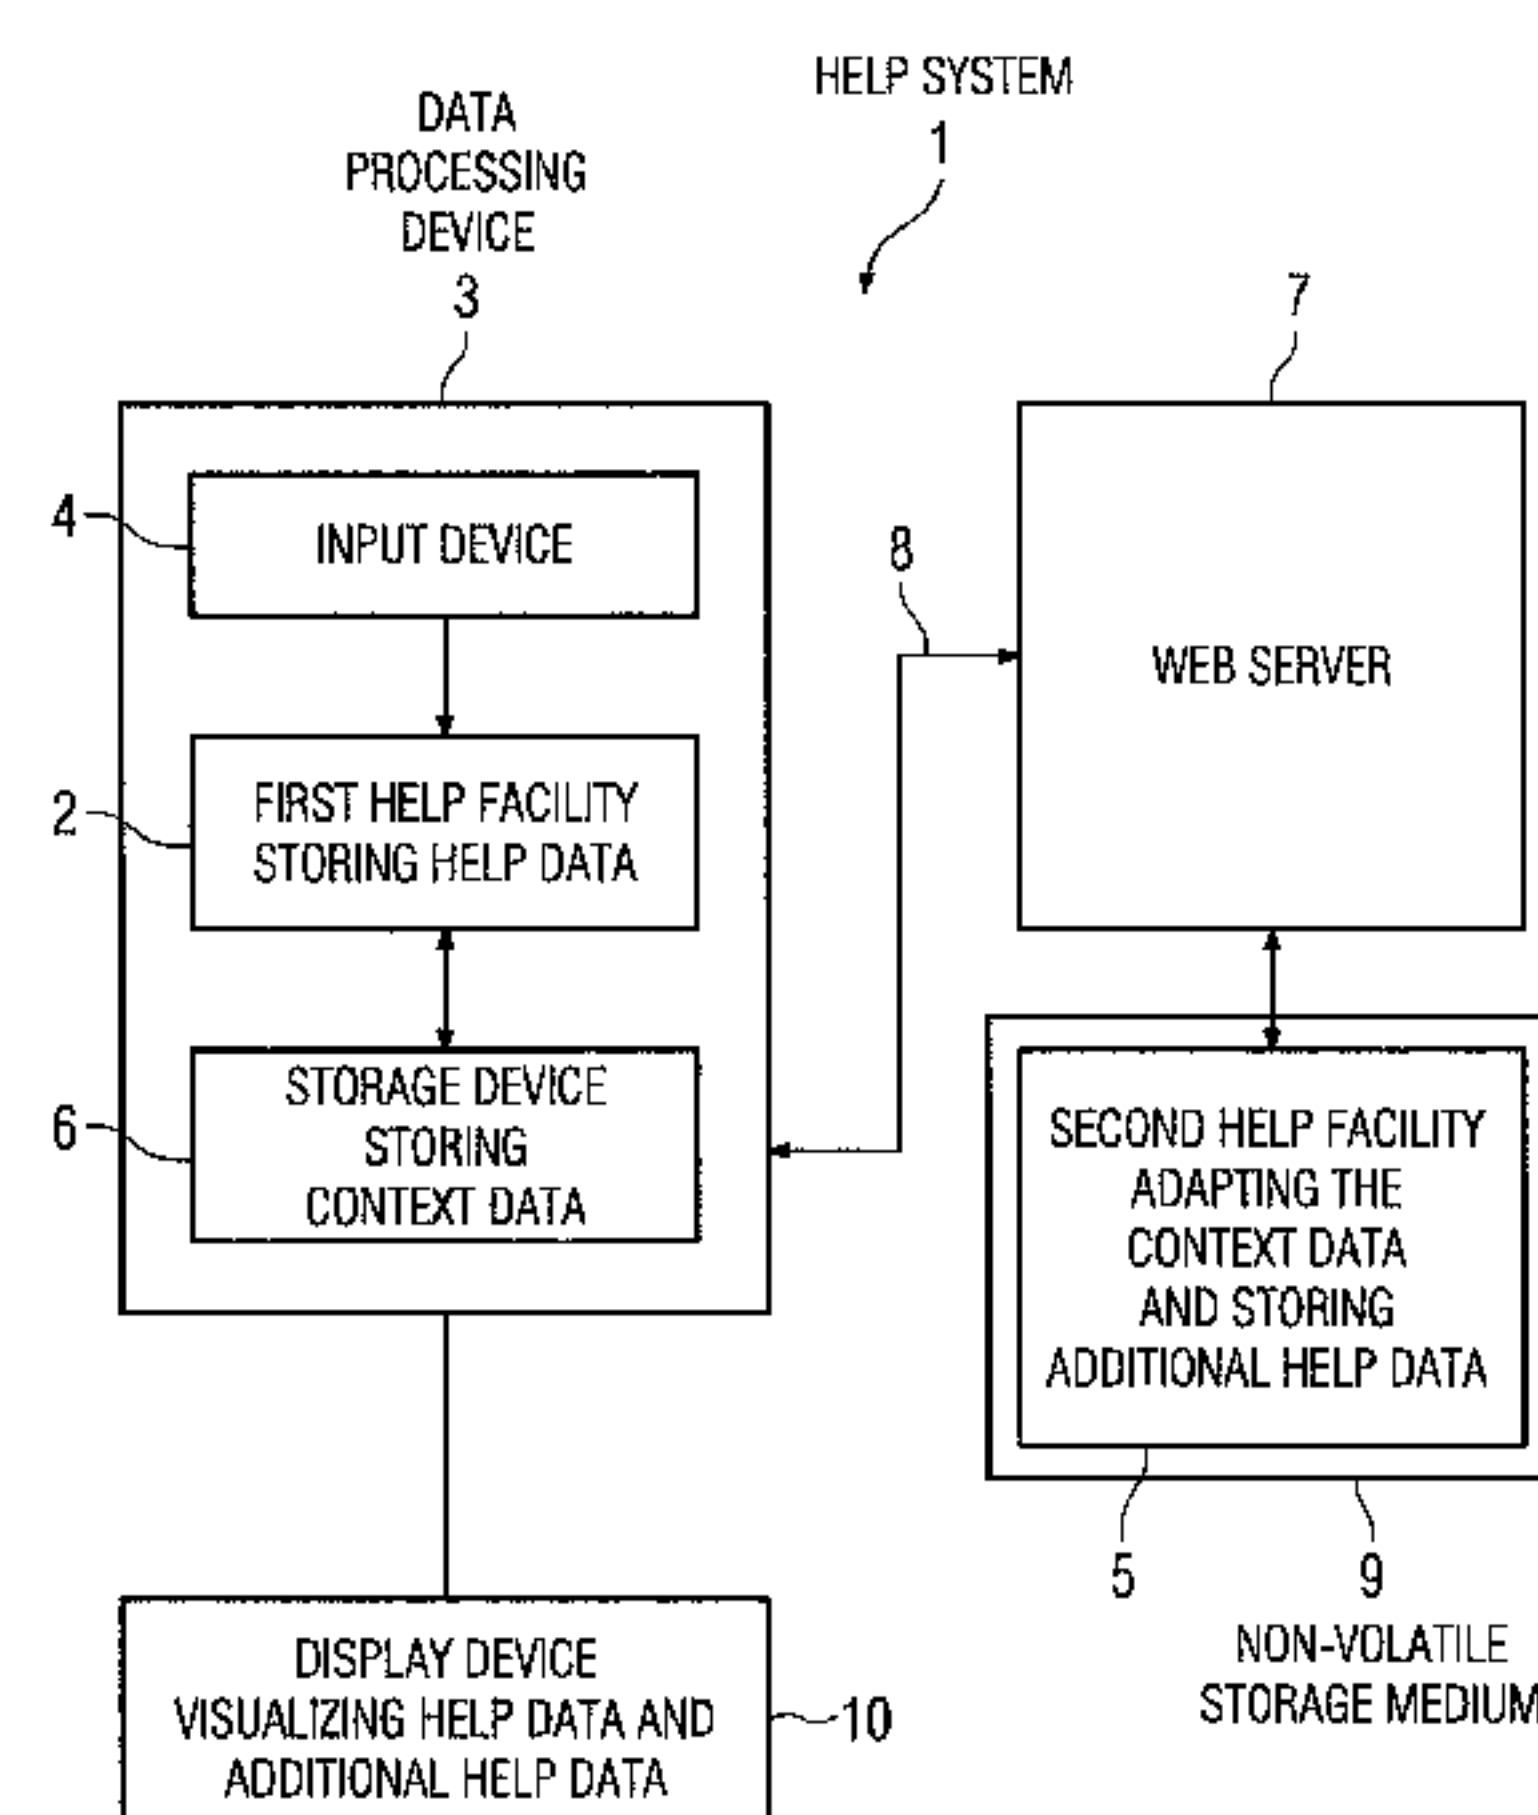 HELP SYSTEM
1
DATA
PROCESSING
DEVICE
3
7
4
INPUT DEVICE
8
WEB SERVER
2
FIRST HELP FACILITY
STORING HELP DATA
6
STORAGE DEVICE
STORING
CONTEXT DATA
SECOND HELP FACILITY
ADAPTING THE
CONTEXT DATA
AND STORING
ADDITIONAL HELP DATA
5
9
NON-VOLATILE
STORAGE MEDIUM
DISPLAY DEVICE
VISUALIZING HELP DATA AND
ADDITIONAL HELP DATA
10